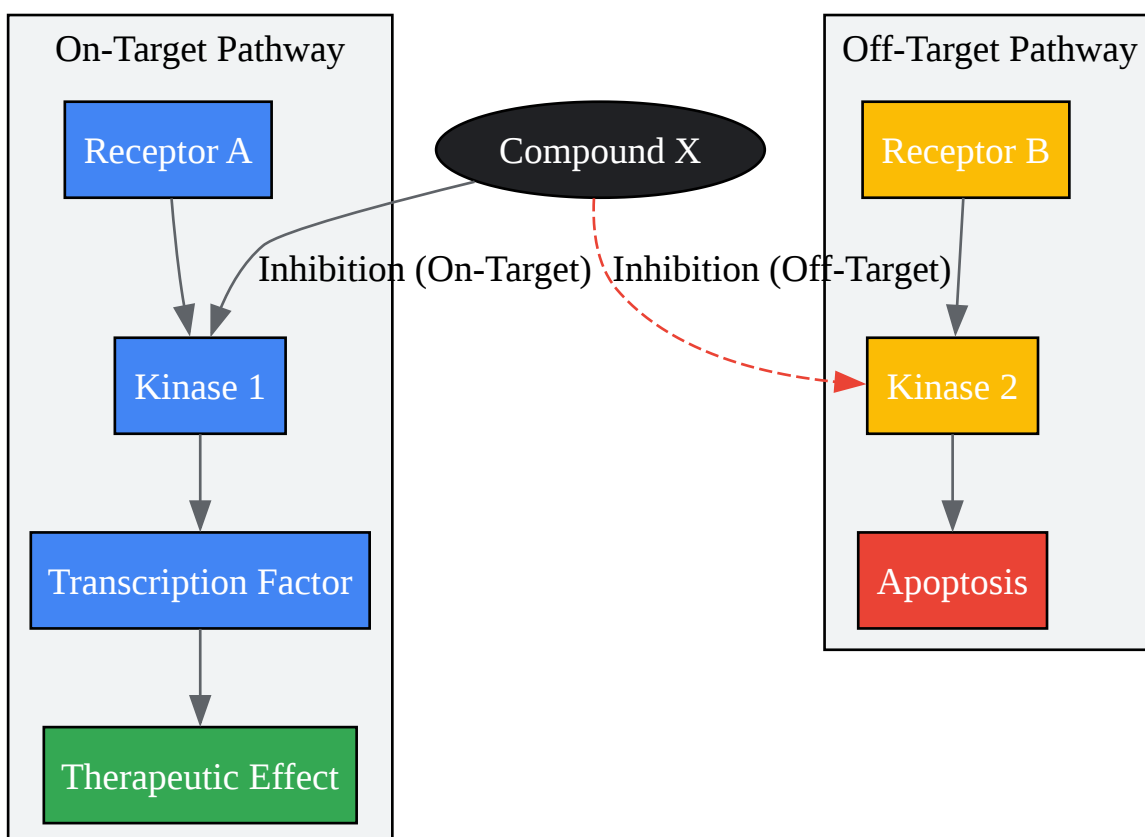 On-Target Pathway
Off-Target Pathway
Receptor A
Compound X
Receptor B
Inhibition (On-Target)
Inhibition (Off-Target)
Kinase 1
Kinase 2
Transcription Factor
Apoptosis
Therapeutic Effect